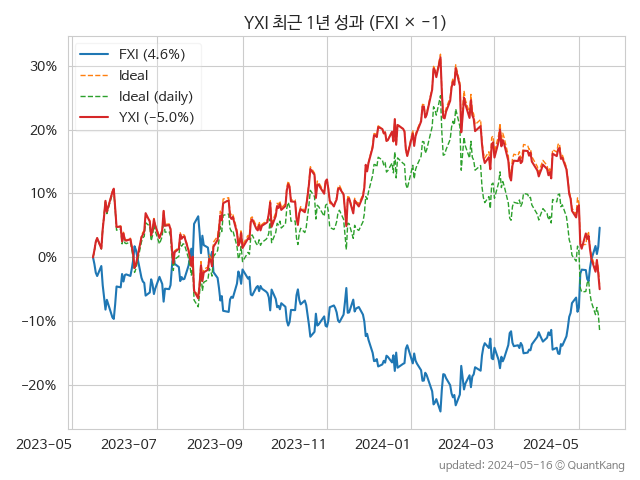 YXI 최근 1년 성과 (FXI × −1)
FXI (4.6%)
Ideal
Ideal (daily)
YXI (−5.0%)
30%
20%
10%
0%
−10%
−20%
2023-05
2023-07
2023-09
2023-11
2024-01
2024-03
2024-05
updated: 2024-05-16 © QuantKang